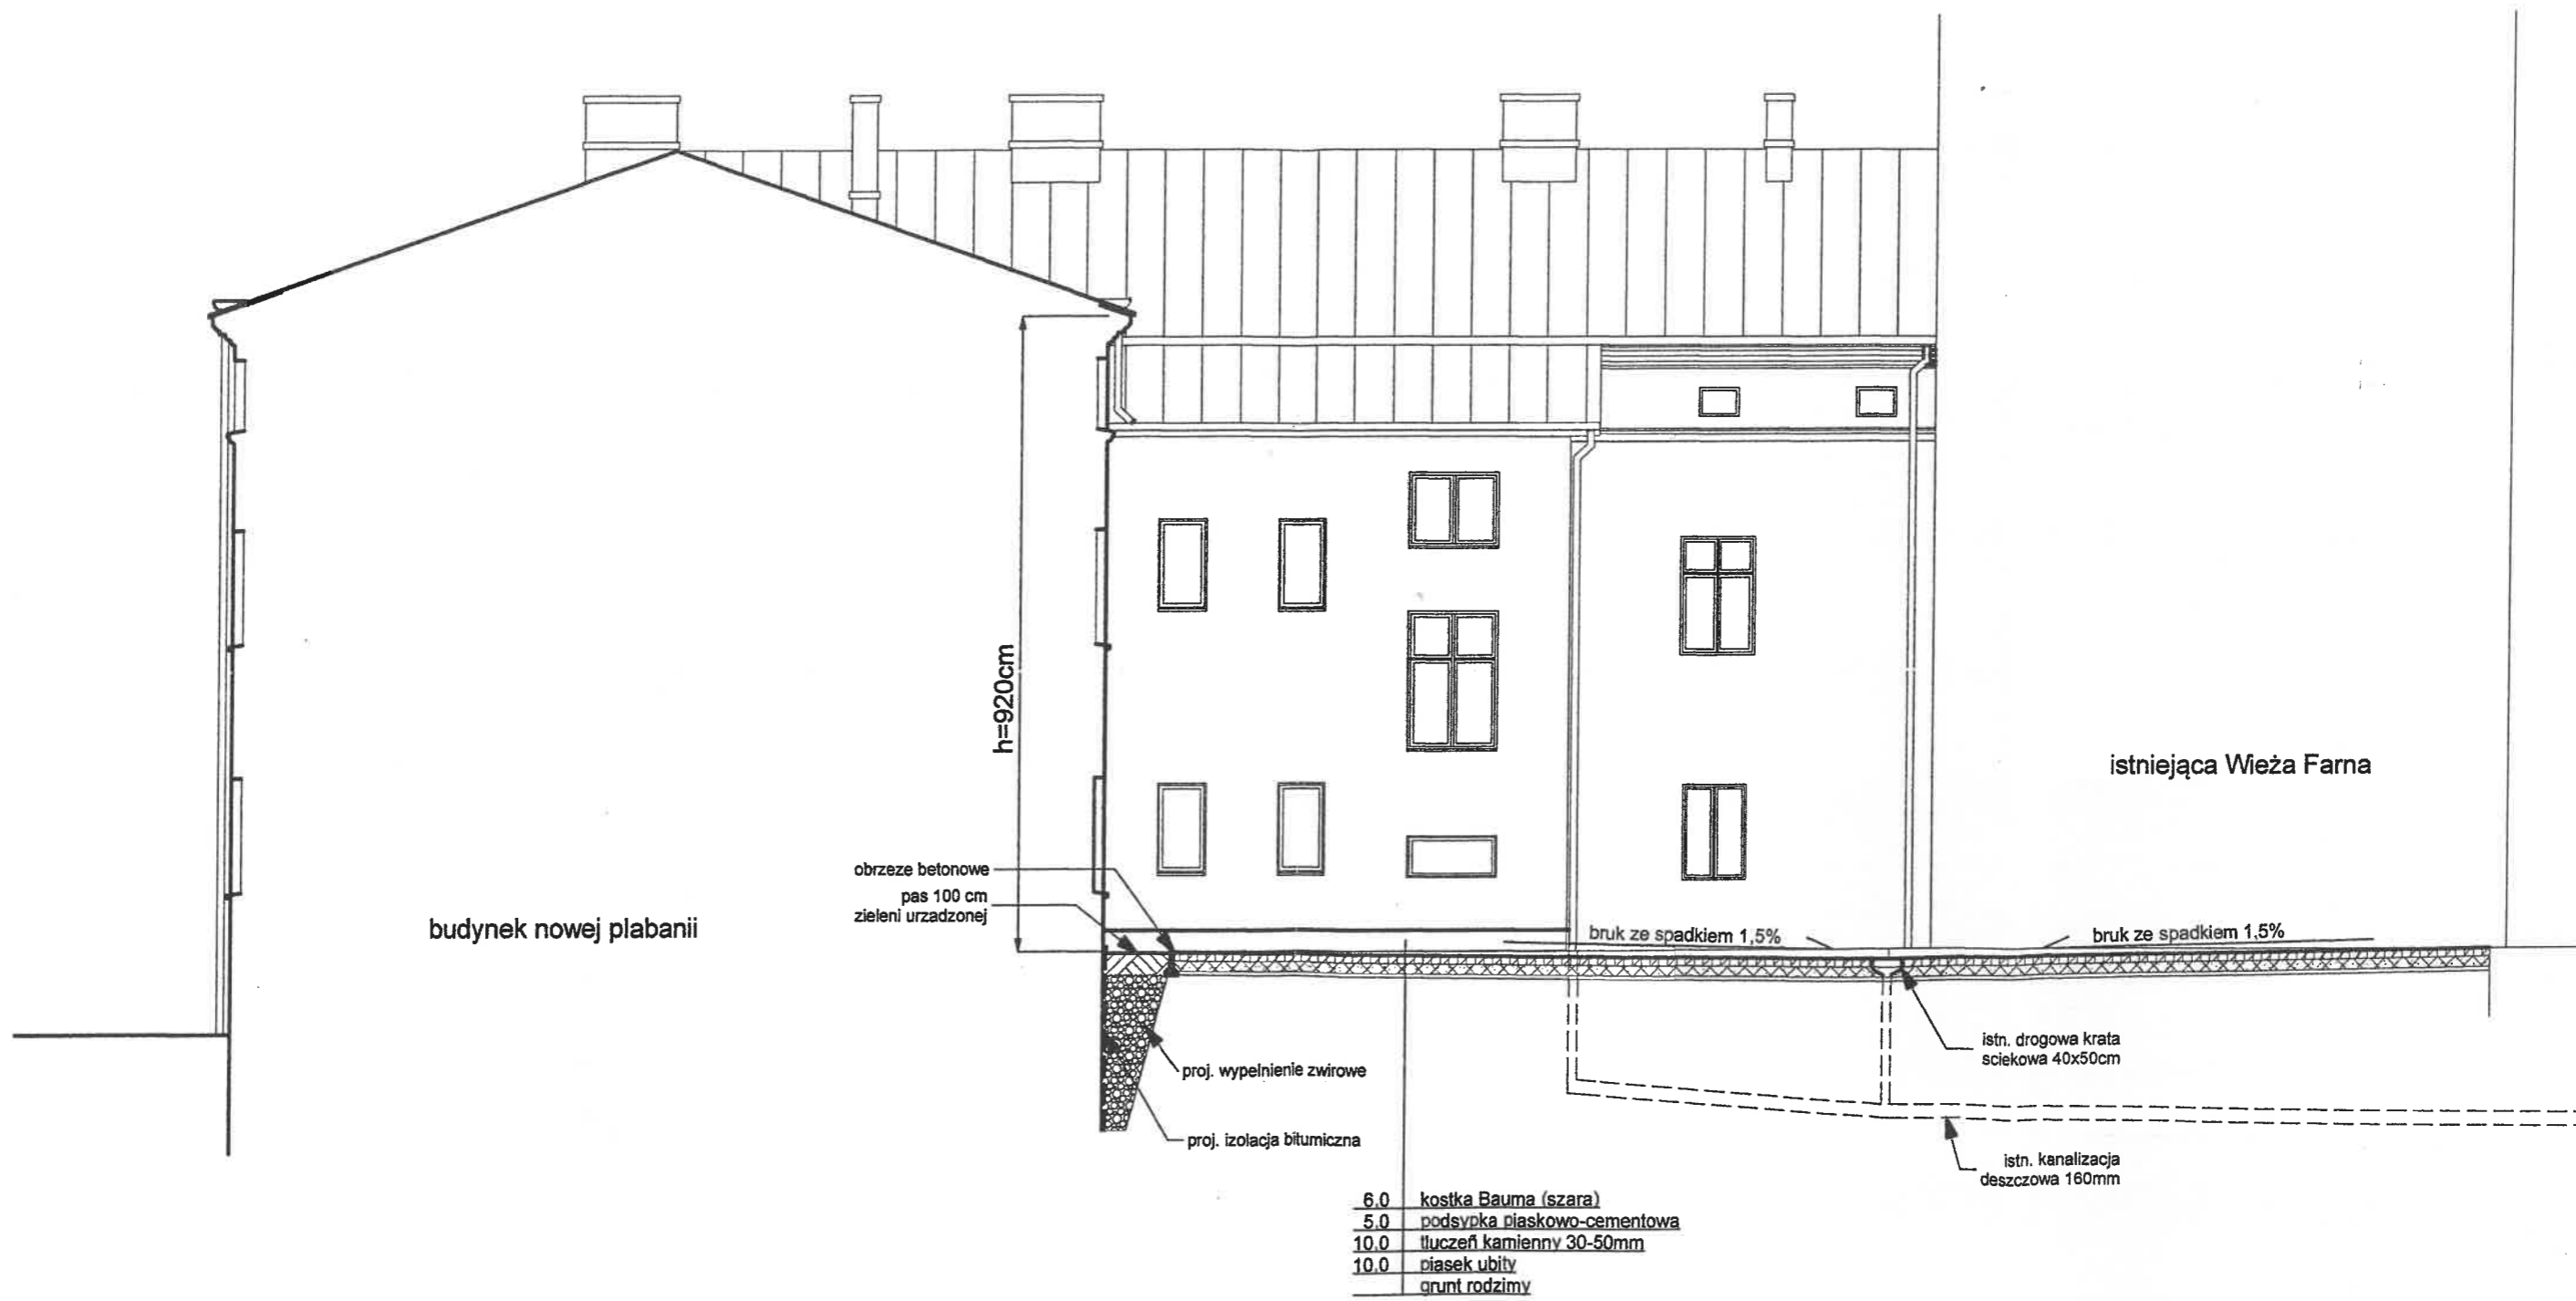 h=920cm
istniejąca Wieża Farna
obrzeze betonowe
pas 100 cm
zieleni urzadzonej
budynek nowej plabanii
bruk ze spadkiem 1,5%
bruk ze spadkiem 1,5%
istn. drogowa krata
sciekowa 40x50cm
proj. wypelnienie zwirowe
proj. izolacja bitumiczna
istn. kanalizacja
deszczowa 160mm
6.0 kostka Bauma (szara)
5.0 podsypka piaskowo-cementowa
10.0 tłuczeń kamienny 30-50mm
10.0 piasek ubity
grunt rodzimy